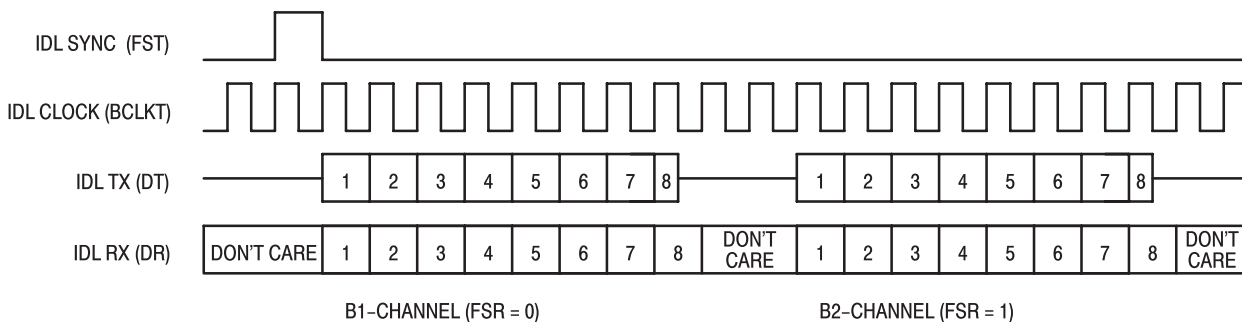 IDL SYNC (FST)
IDL CLOCK (BCLKT)
IDL TX (DT) 1 2 3 4 5 6 7 8 1 2 3 4 5 6 7 8
IDL RX (DR) DON'T CARE 1 2 3 4 5 6 7 8 DON'T CARE 1 2 3 4 5 6 7 8 DON'T CARE
B1–CHANNEL (FSR = 0) B2–CHANNEL (FSR = 1)